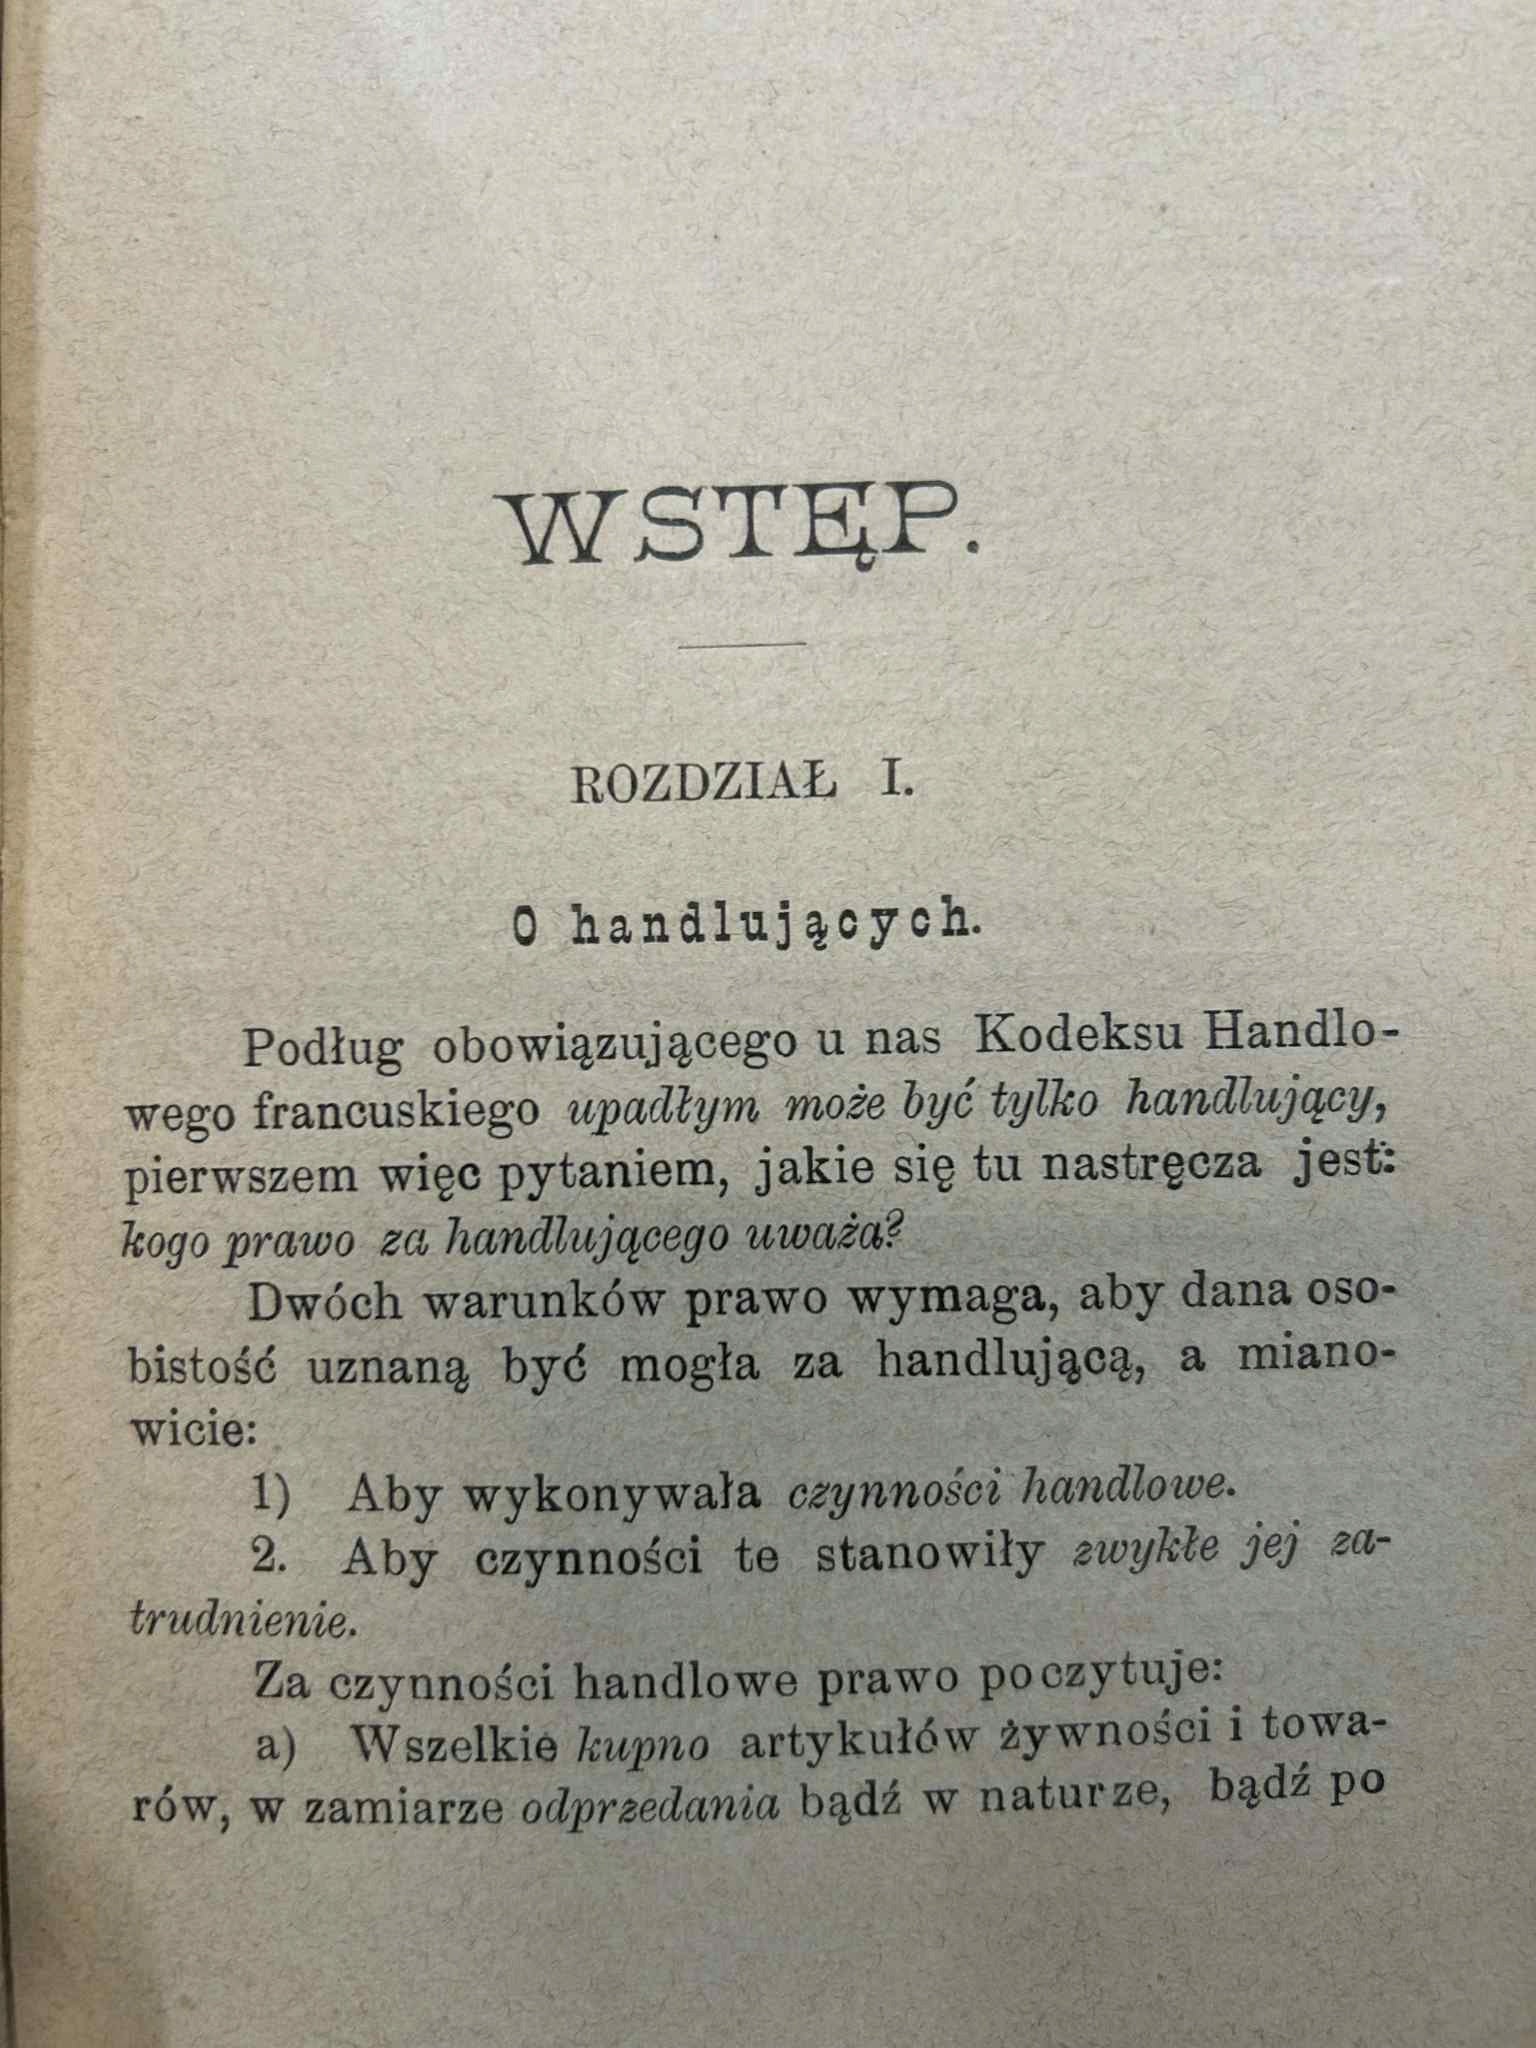 WSTĘP.
ROZDZIAŁ I.
O handlujących.
Podług obowiązującego u nas Kodeksu Handlo-
wego francuskiego upadłym może być tylko handlujący,
pierwszem więc pytaniem, jakie się tu nastręcza jest:
kogo prawo za handlującego uważa?
Dwóch warunków prawo wymaga, aby dana oso-
bistość uznaną być mogła za handlującą, a miano-
wicie:
1) Aby wykonywała czynności handlowe.
2. Aby czynności te stanowiły zwykłe jej za-
trudnienie.
Za czynności handlowe prawo poczytuje:
a) Wszelkie kupno artykułów żywności i towa-
rów, w zamiarze odprzedania bądź w naturze, bądź po